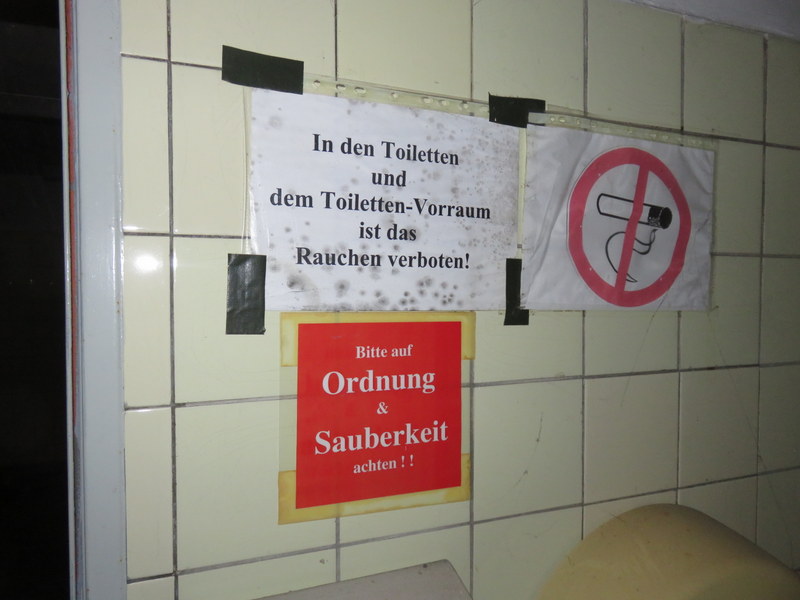 In den Toiletten
und
dem Toiletten-Vorraum
ist das
Rauchen verboten!
Bitte auf
Ordnung
&
Sauberkeit
achten ! !